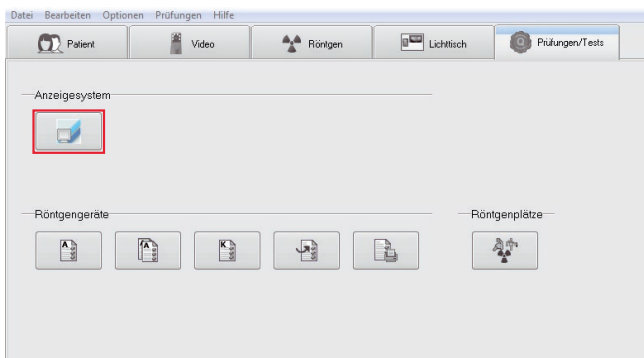 Datei Bearbeiten Optionen Prüfungen Hilfe
Patient Video Röntgen Lichttisch Prüfungen/Tests
Anzeigesystem
Röntgengeräte Röntgenplätze
A A K